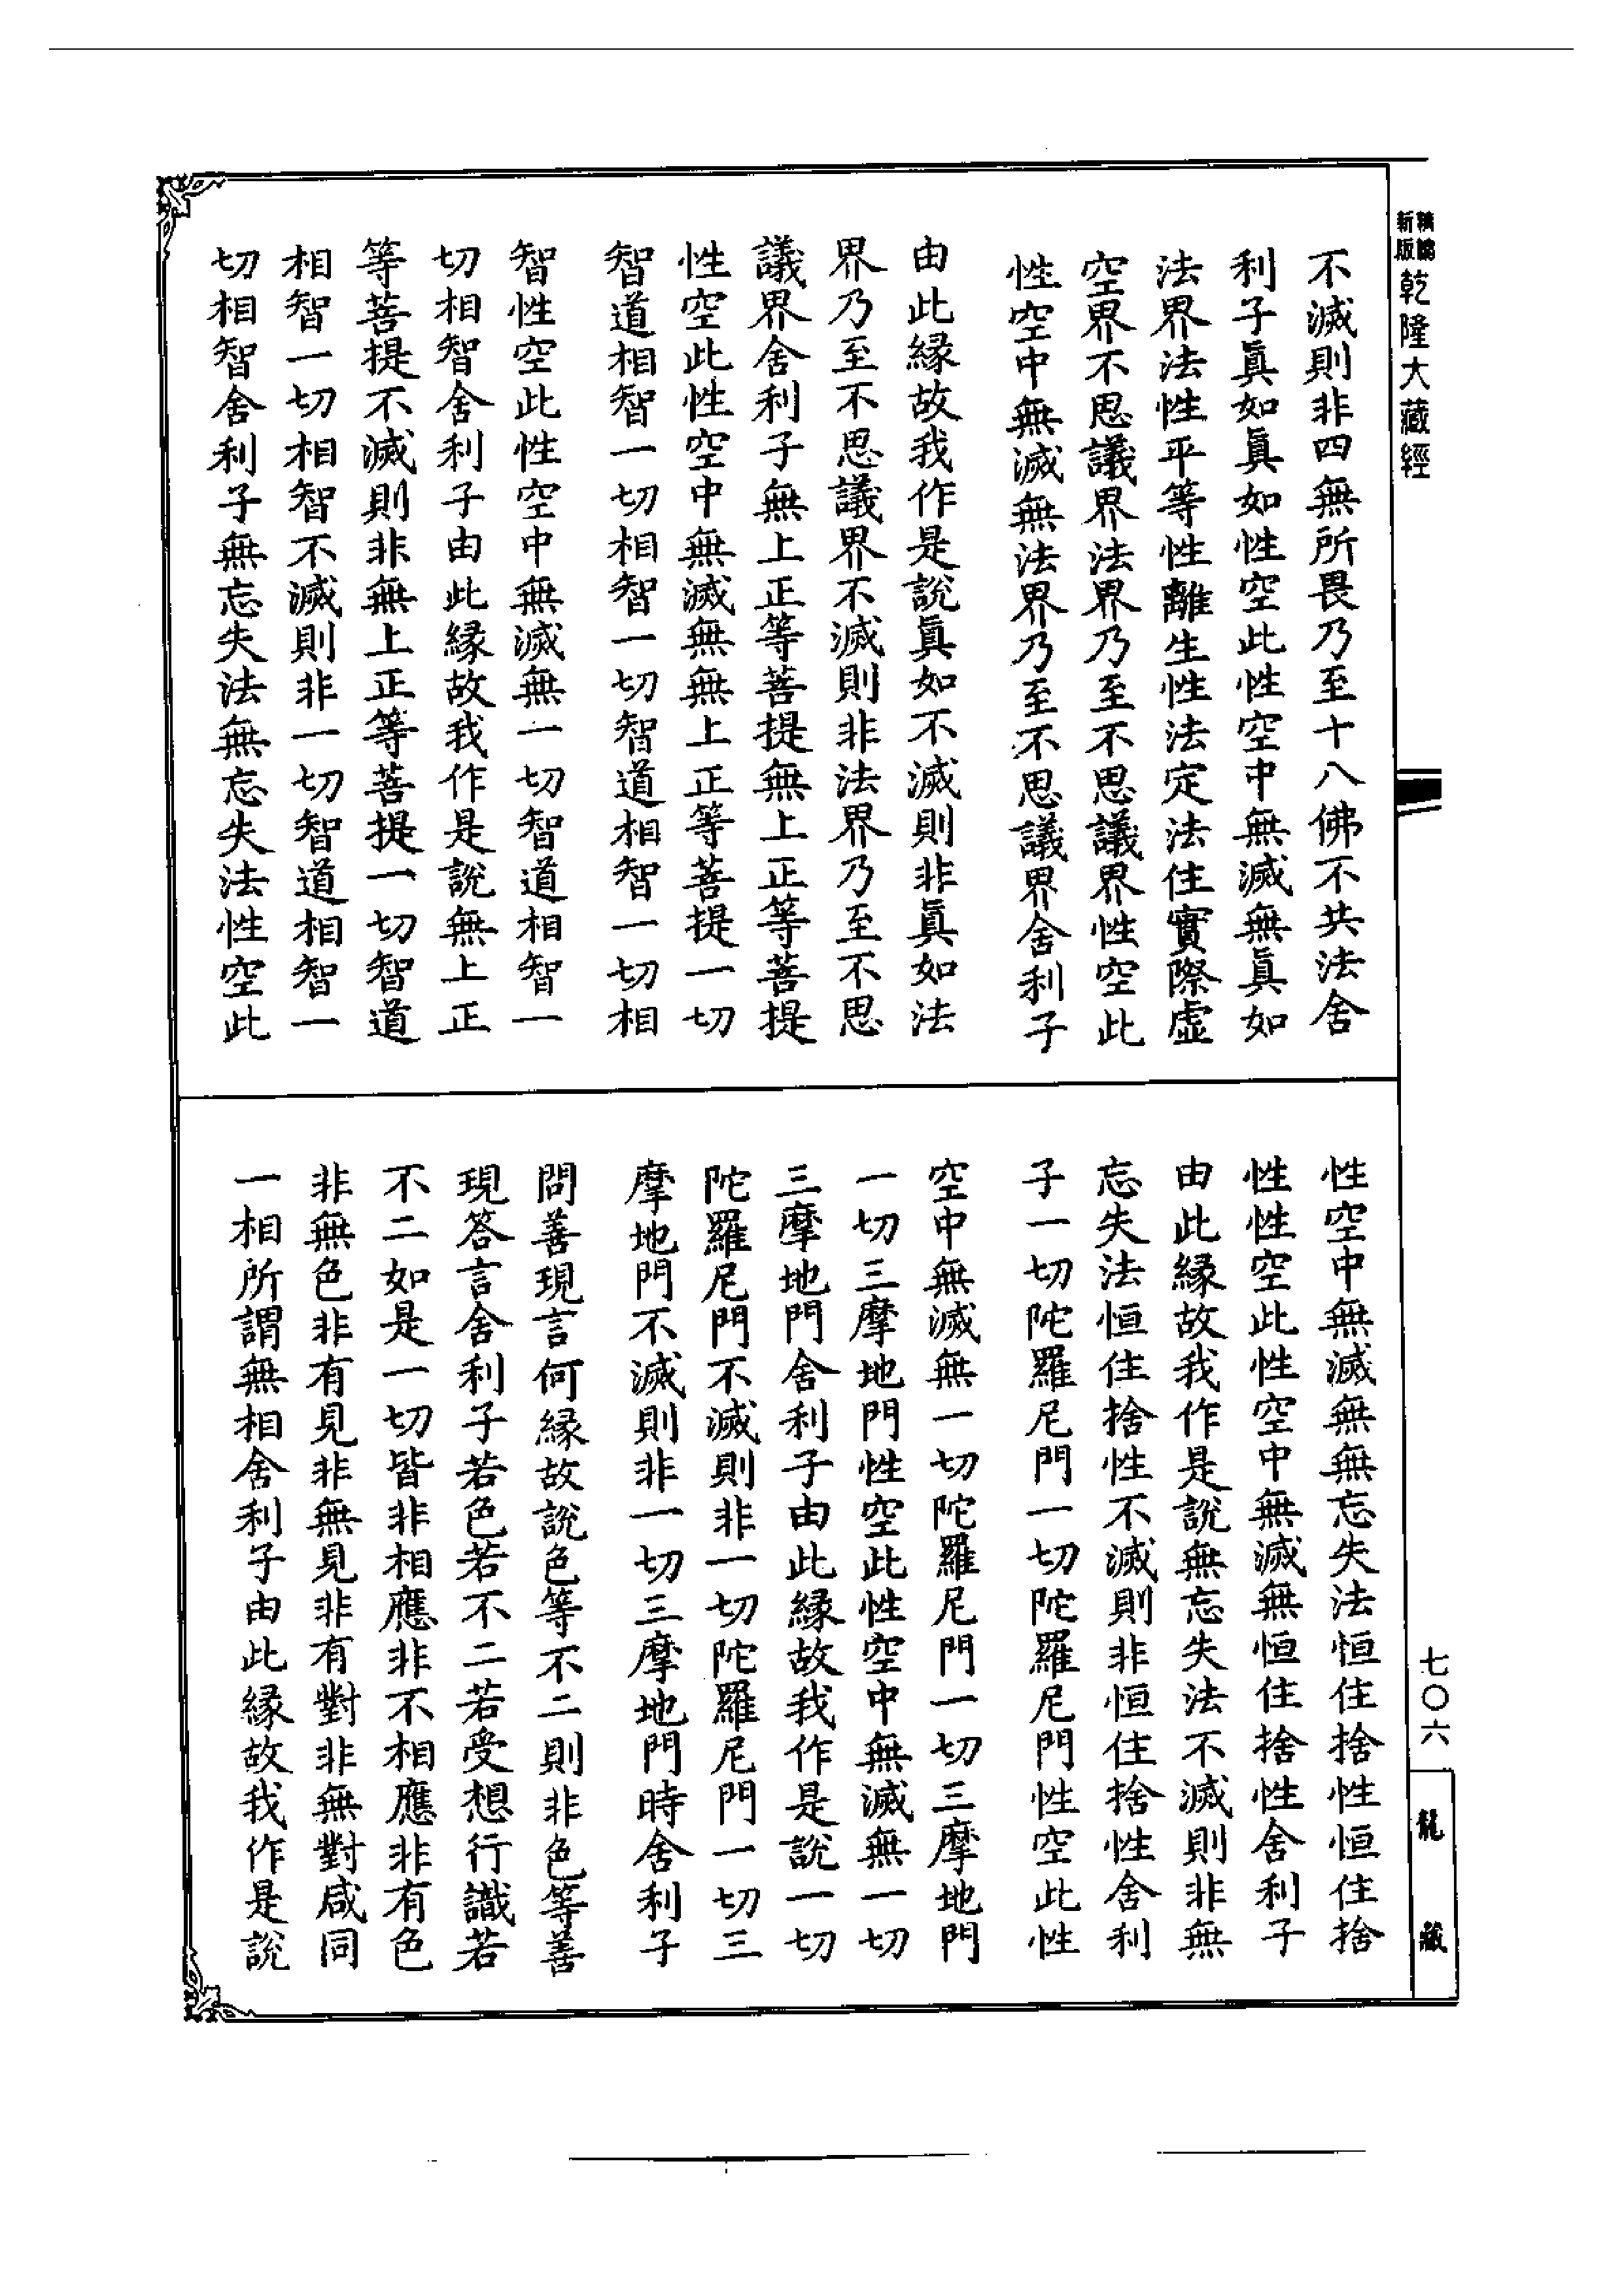 新版精編乾隆大藏經
不滅則非四無所畏乃至十八佛不共法舍
利子眞如眞如性空此性空中無滅無眞如
法界法性平等性離生性法定法住實際虛
空界不思議界法界乃至不思議界性空此
性空中無滅無法界乃至不思議界舍利子
由此緣故我作是說眞如不滅則非眞如法
界乃至不思議界不滅則非法界乃至不思
議界舍利子無上正等菩提無上正等菩提
性空此性空中無滅無無上正等菩提一切
智道相智一切相智一切智道相智一切相
智性空此性空中無滅無一切智道相智一
切相智舍利子由此緣故我作是說無上正
等菩提不滅則非無上正等菩提一切智道
相智一切相智不滅則非一切智道相智一
切相智舍利子無忘失法無忘失法性空此
性空中無滅無無忘失法恒住捨性恒住捨
性性空此性空中無滅無恒住捨性舍利子
由此緣故我作是說無忘失法不滅則非無
忘失法恒住捨性不滅則非恒住捨性舍利
子一切陀羅尼門一切陀羅尼門性空此性
空中無滅無一切陀羅尼門一切三摩地門
一切三摩地門性空此性空中無滅無一切
三摩地門舍利子由此緣故我作是說一切
陀羅尼門不滅則非一切陀羅尼門一切三
摩地門不滅則非一切三摩地門時舍利子
問善現言何緣故說色等不二則非色等善
現答言舍利子若色若不二若受想行識若
不二如是一切皆非相應非不相應非有色
非無色非有見非無見非有對非無對咸同
一相所謂無相舍利子由此緣故我作是說
七〇六
龍藏